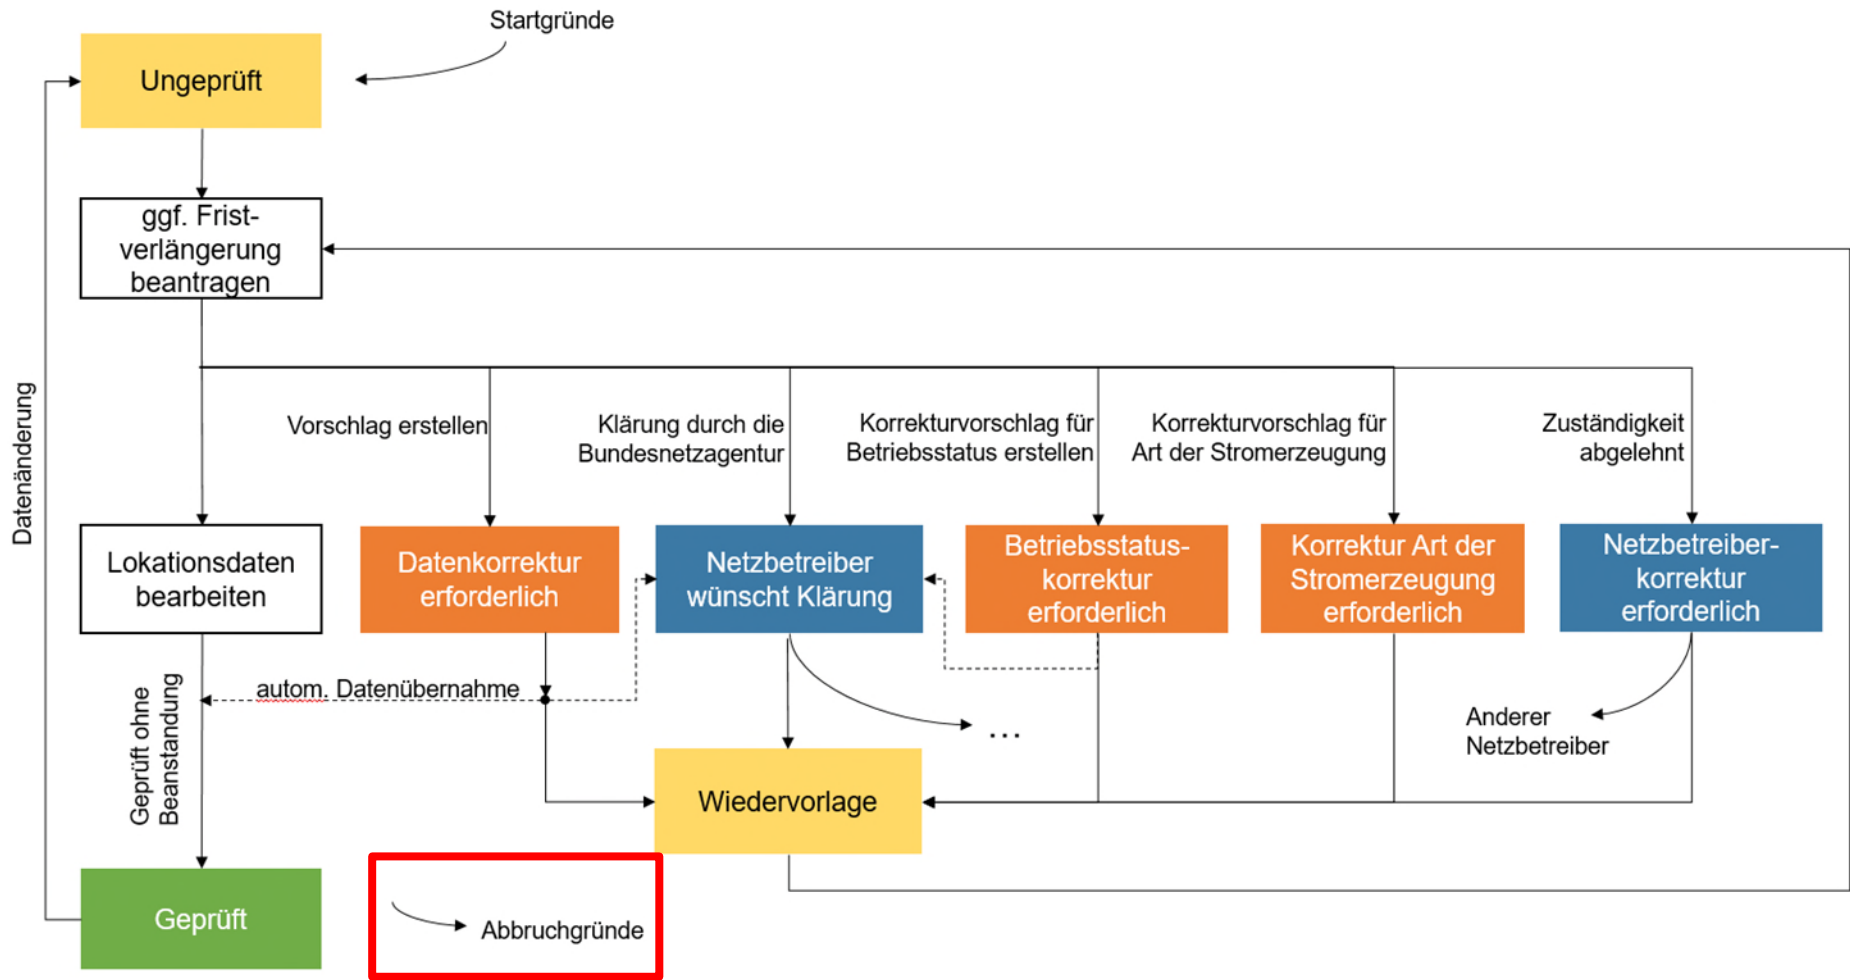 Startgründe
Ungeprüft
ggf. Frist-
verlängerung
beantragen
Datenänderung
Vorschlag erstellen
Klärung durch die
Bundesnetzagentur
Korrekturvorschlag für
Betriebsstatus erstellen
Korrekturvorschlag für
Art der Stromerzeugung
Zuständigkeit
abgelehnt
Lokationsdaten
bearbeiten
Datenkorrektur
erforderlich
Netzbetreiber
wünscht Klärung
Betriebsstatus-
korrektur
erforderlich
Korrektur Art der
Stromerzeugung
erforderlich
Netzbetreiber-
korrektur
erforderlich
autom. Datenübernahme
Geprüft ohne
Beanstandung
...
Anderer
Netzbetreiber
Wiedervorlage
Geprüft
Abbruchgründe